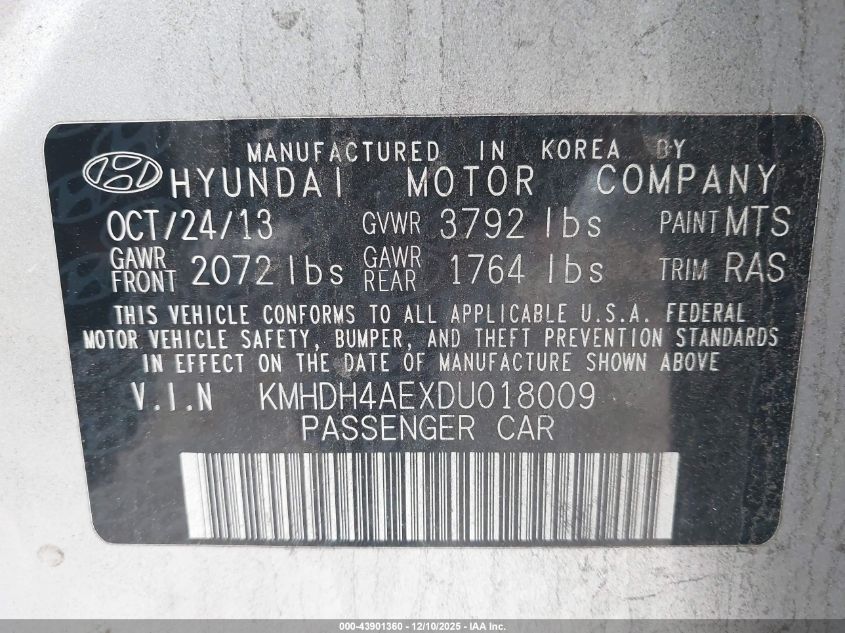 MANUFACTURED IN KOREA BY
HYUNDAI MOTOR COMPANY
OCT/24/13 GVWR 3792 lbs PAINT MTS
GAWR FRONT 2072 lbs GAWR REAR 1764 lbs TRIM RAS
THIS VEHICLE CONFORMS TO ALL APPLICABLE U.S.A. FEDERAL
MOTOR VEHICLE SAFETY, BUMPER, AND THEFT PREVENTION STANDARDS
IN EFFECT ON THE DATE OF MANUFACTURE SHOWN ABOVE
V.I.N KMHDH4AEXDU018009
PASSENGER CAR
000-43901360 - 12/10/2025 - IAA Inc.